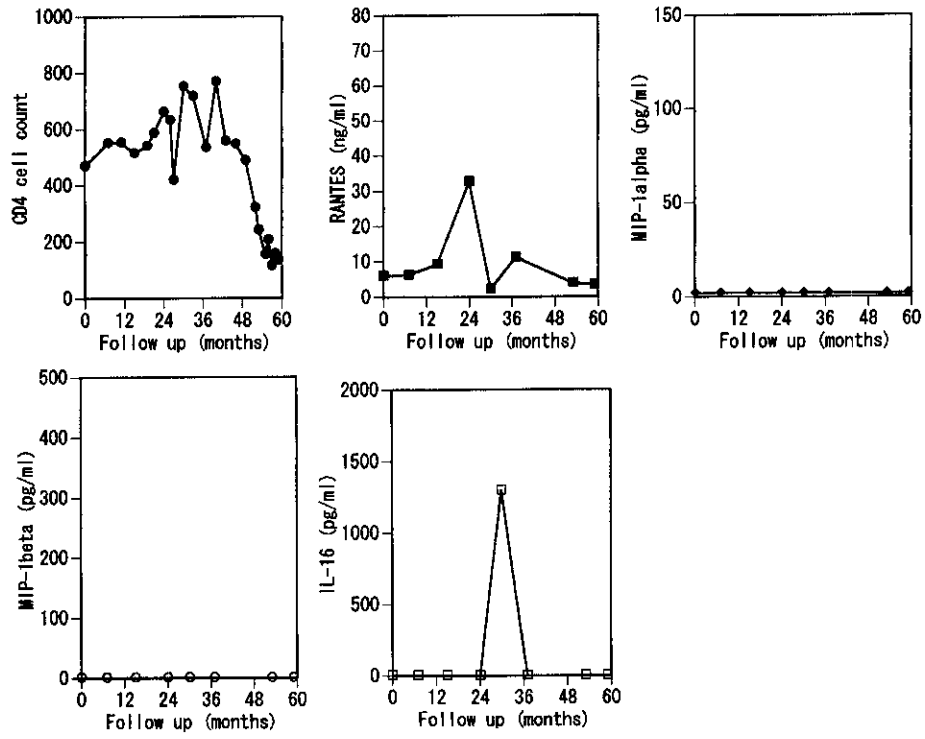 CD4 cell count
1000
800
600
400
200
0
0 12 24 36 48 60
Follow up (months)
RANTES (ng/ml)
80
70
60
50
40
30
20
10
0
0 12 24 36 48 60
Follow up (months)
MIP-1alpha (pg/ml)
150
100
50
0
0 12 24 36 48 60
Follow up (months)
MIP-1beta (pg/ml)
500
400
300
200
100
0
0 12 24 36 48 60
Follow up (months)
IL-16 (pg/ml)
2000
1500
1000
500
0
0 12 24 36 48 60
Follow up (months)